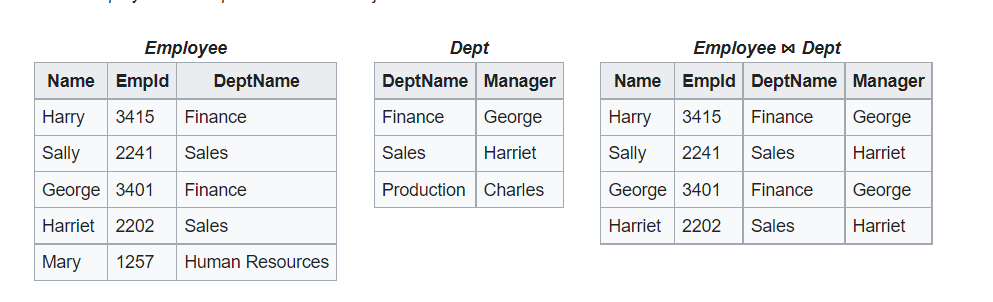 Employee
Name EmpId DeptName
Harry 3415 Finance
Sally 2241 Sales
George 3401 Finance
Harriet 2202 Sales
Mary 1257 Human Resources
Dept
DeptName Manager
Finance George
Sales Harriet
Production Charles
Employee ⋈ Dept
Name EmpId DeptName Manager
Harry 3415 Finance George
Sally 2241 Sales Harriet
George 3401 Finance George
Harriet 2202 Sales Harriet